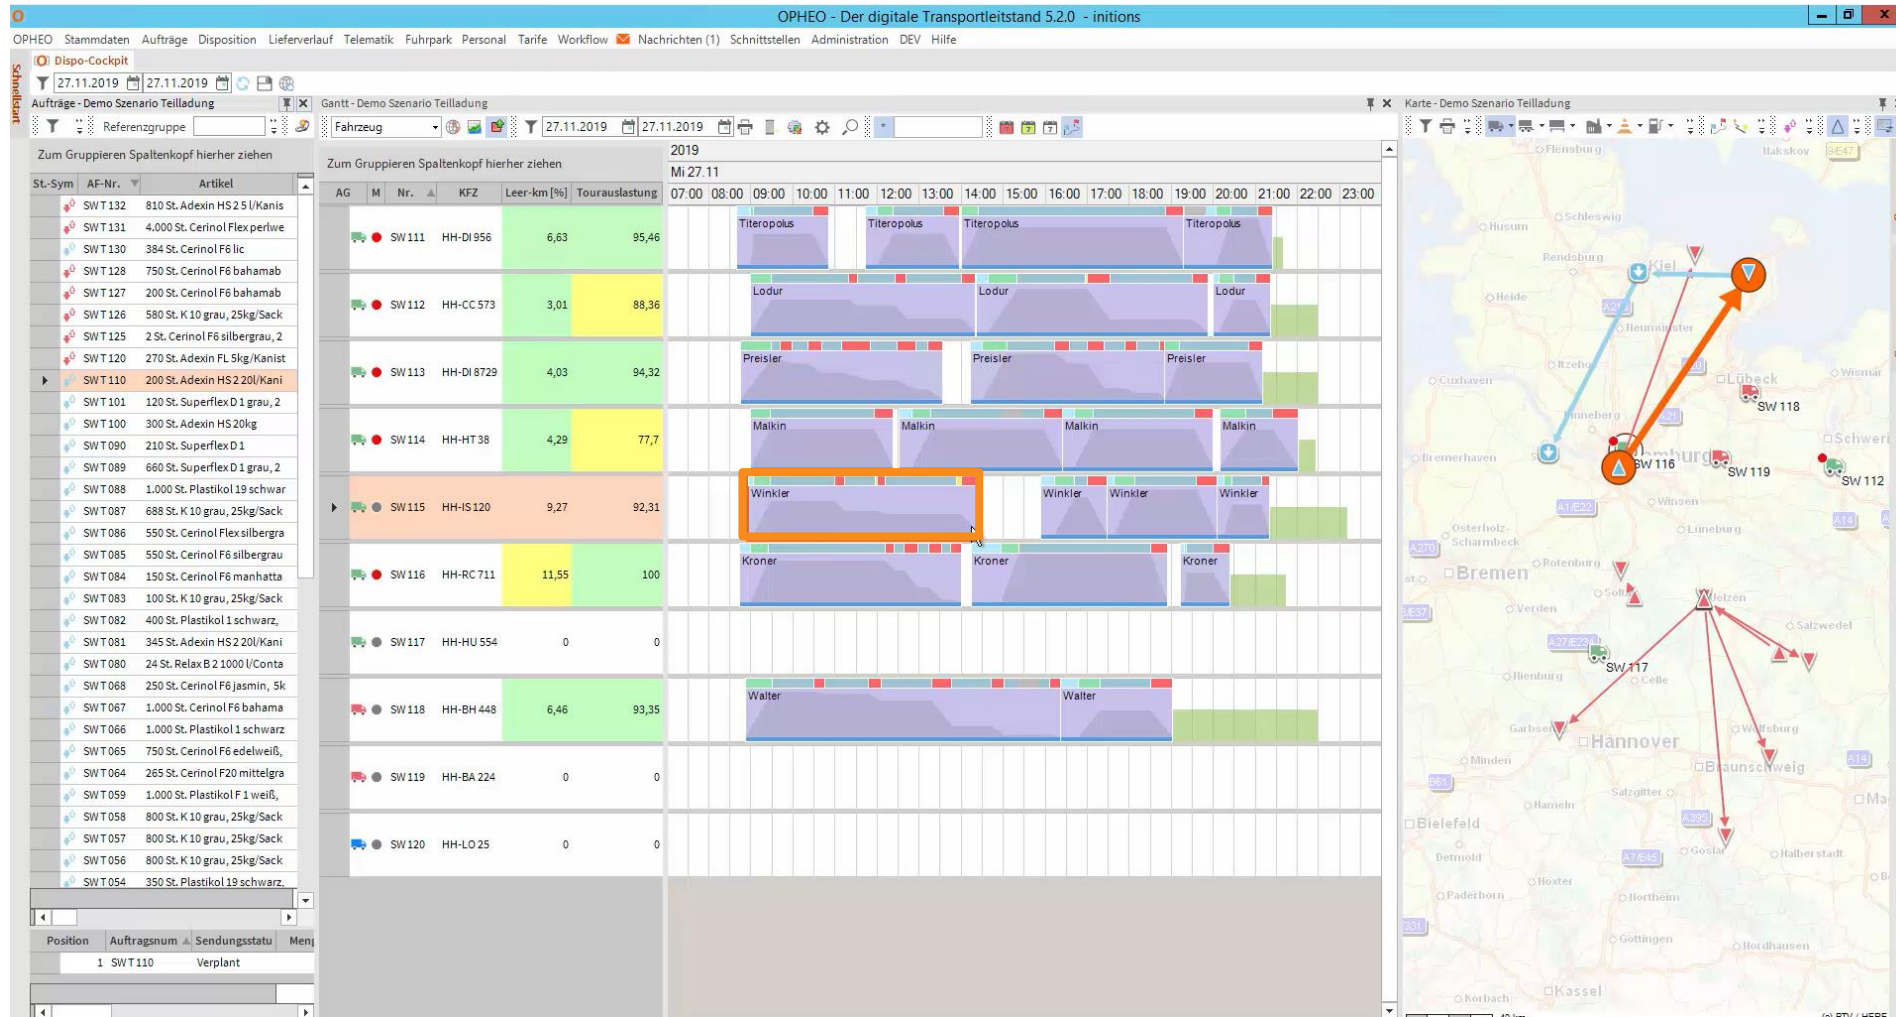 OPHEO - Der digitale Transportleitstand 5.2.0 - initions
OPHEO Stammdaten Aufträge Disposition Lieferverlauf Telematik Fuhrpark Personal Tarife Workflow Nachrichten (1) Schnittstellen Administration DEV Hilfe
Schnellstart
Dispo-Cockpit
27.11.2019 27.11.2019
Aufträge - Demo Szenario Teilladung
Referenzgruppe
Zum Gruppieren Spaltenkopf hierher ziehen
St.-Sym AF-Nr. Artikel
SWT132 810 St. Adexin HS 2 5 l/Kanis
SWT131 4.000 St. Cerinol Flex perlwe
SWT130 384 St. Cerinol F6 lic
SWT128 750 St. Cerinol F6 bahamab
SWT127 200 St. Cerinol F6 bahamab
SWT126 580 St. K 10 grau, 25kg/Sack
SWT125 2 St. Cerinol F6 silbergrau, 2
SWT120 270 St. Adexin FL 5kg/Kanist
SWT110 200 St. Adexin HS 2 20l/Kani
SWT101 120 St. Superflex D 1 grau, 2
SWT100 300 St. Adexin HS 20kg
SWT090 210 St. Superflex D 1
SWT089 660 St. Superflex D 1 grau, 2
SWT088 1.000 St. Plastikol 19 schwar
SWT087 688 St. K 10 grau, 25kg/Sack
SWT086 550 St. Cerinol Flex silbergra
SWT085 550 St. Cerinol F6 silbergrau
SWT084 150 St. Cerinol F6 manhatta
SWT083 100 St. K 10 grau, 25kg/Sack
SWT082 400 St. Plastikol 1 schwarz,
SWT081 345 St. Adexin HS 2 20l/Kani
SWT080 24 St. Relax B 2 1000 l/Conta
SWT068 250 St. Cerinol F6 jasmin, 5k
SWT067 1.000 St. Cerinol F6 bahama
SWT066 1.000 St. Plastikol 1 schwarz
SWT065 750 St. Cerinol F6 edelweiß,
SWT064 265 St. Cerinol F20 mittelgra
SWT059 1.000 St. Plastikol F 1 weiß,
SWT058 800 St. K 10 grau, 25kg/Sack
SWT057 800 St. K 10 grau, 25kg/Sack
SWT056 800 St. K 10 grau, 25kg/Sack
SWT054 350 St. Plastikol 19 schwarz,
Position Auftragsnum Sendungsstatu Meng
1 SWT110 Verplant
Gantt - Demo Szenario Teilladung
Fahrzeug 27.11.2019 27.11.2019
Zum Gruppieren Spaltenkopf hierher ziehen
2019
Mi 27.11
AG M Nr. KFZ Leer-km [%] Tourauslastung 07:00 08:00 09:00 10:00 11:00 12:00 13:00 14:00 15:00 16:00 17:00 18:00 19:00 20:00 21:00 22:00 23:00
SW111 HH-DI 956 6,63 95,46 Titeropolus Titeropolus Titeropolus Titeropolus
SW112 HH-CC 573 3,01 88,36 Lodur Lodur Lodur
SW113 HH-DI 8729 4,03 94,32 Preisler Preisler Preisler
SW114 HH-HT 38 4,29 77,7 Malkin Malkin Malkin Malkin
SW115 HH-IS 120 9,27 92,31 Winkler Winkler Winkler Winkler
SW116 HH-RC 711 11,55 100 Kroner Kroner Kroner
SW117 HH-HU 554 0 0
SW118 HH-BH 448 6,46 93,35 Walter Walter
SW119 HH-BA 224 0 0
SW120 HH-LO 25 0 0
Karte - Demo Szenario Teilladung
Flensburg
9/E47
Schleswig
Husum
Rendsburg
Kiel
Heide
Neumünster
Itzeho
Cuxhaven
Lübeck
Wismar
SW 118
A21
Schweri
Bremerhaven
SW 116
SW 119
SW 112
Winsen
A1/E22
Lüneburg
A14
Osterholz-
Scharmbeck
A270
Bremen
Rotenburg
Uelzen
Verden
Salzwedel
A27/E234
SW 117
Celle
Garbsen
Wolfsburg
Hannover
Minden
Braunschweig
A14
Salzgitter
Hameln
A395
Bielefeld
Goslar
Halberstadt
Detmold
A7/E45
Höxter
Paderborn
Northeim
Göttingen
Nordhausen
Kassel
Korbach